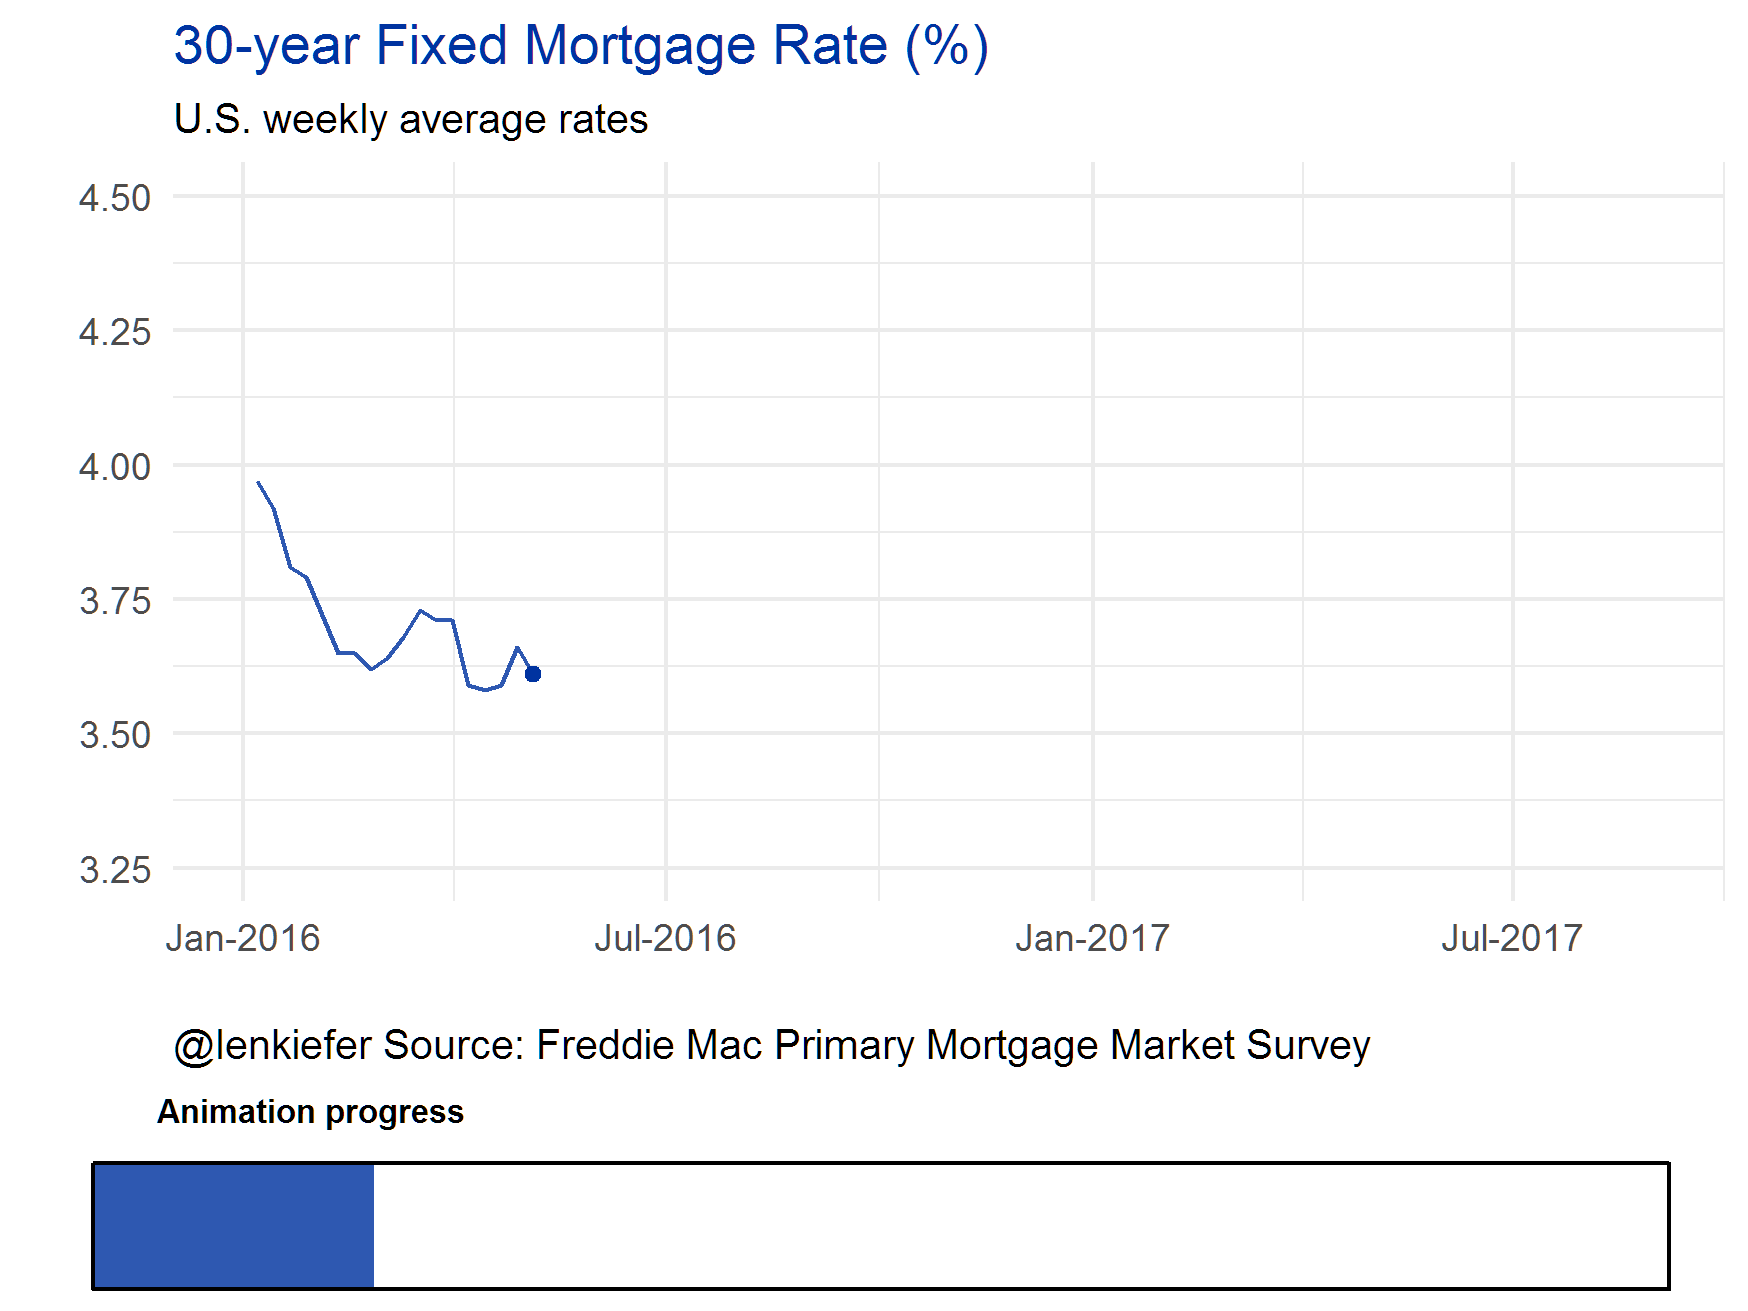 30-year Fixed Mortgage Rate (%)
U.S. weekly average rates
4.50
4.25
4.00
3.75
3.50
3.25
Jan-2016 Jul-2016 Jan-2017 Jul-2017
@lenkiefer Source: Freddie Mac Primary Mortgage Market Survey
Animation progress